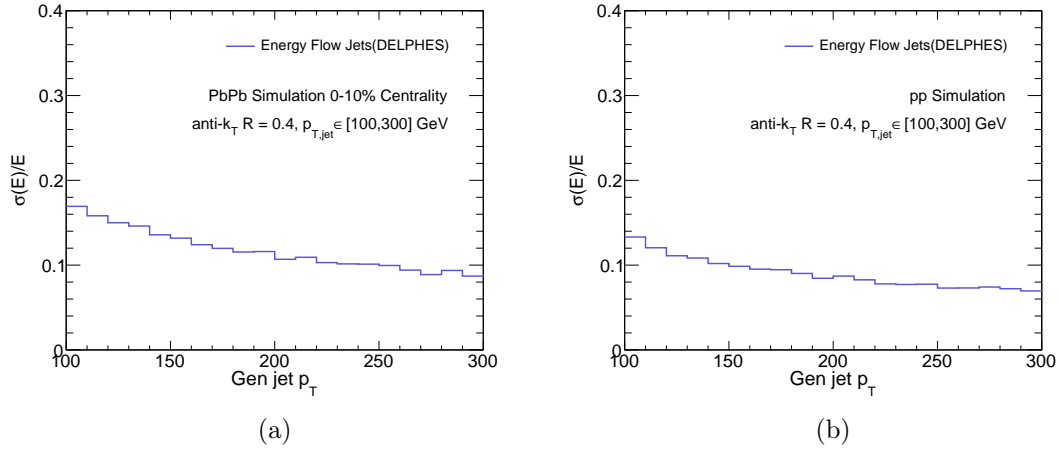 0.4
Energy Flow Jets(DELPHES)
PbPb Simulation 0-10% Centrality
0.3
anti-k_T R = 0.4, p_T,jet ∈ [100,300] GeV
σ(E)/E
0.2
0.1
0
100 150 200 250 300
Gen jet p_T
(a)
0.4
Energy Flow Jets(DELPHES)
pp Simulation
0.3
anti-k_T R = 0.4, p_T,jet ∈ [100,300] GeV
σ(E)/E
0.2
0.1
0
100 150 200 250 300
Gen jet p_T
(b)